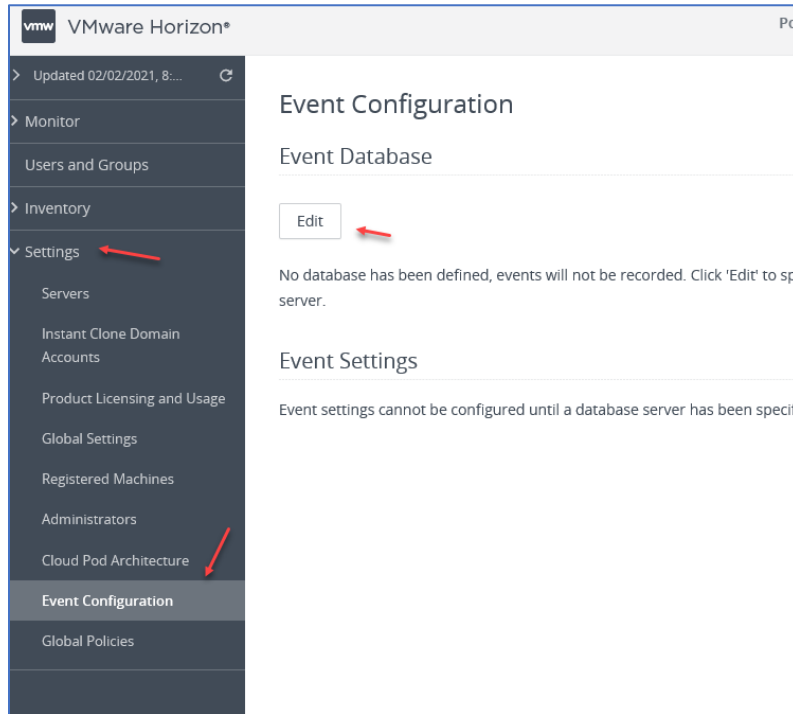 vmw VMware Horizon®
Updated 02/02/2021, 8:...
Monitor
Users and Groups
Inventory
Settings
Servers
Instant Clone Domain
Accounts
Product Licensing and Usage
Global Settings
Registered Machines
Administrators
Cloud Pod Architecture
Event Configuration
Global Policies
Event Configuration
Event Database
Edit
No database has been defined, events will not be recorded. Click 'Edit' to
server.
Event Settings
Event settings cannot be configured until a database server has been